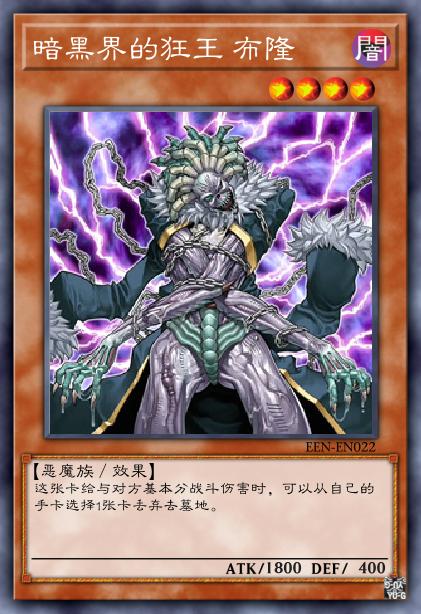 暗黑界的狂王 布隆
闇
EEN-EN022
【恶魔族／效果】
这张卡给与对方基本分战斗伤害时，可以从自己的
手卡选择1张卡丢弃去墓地。
ATK/1800 DEF/ 400